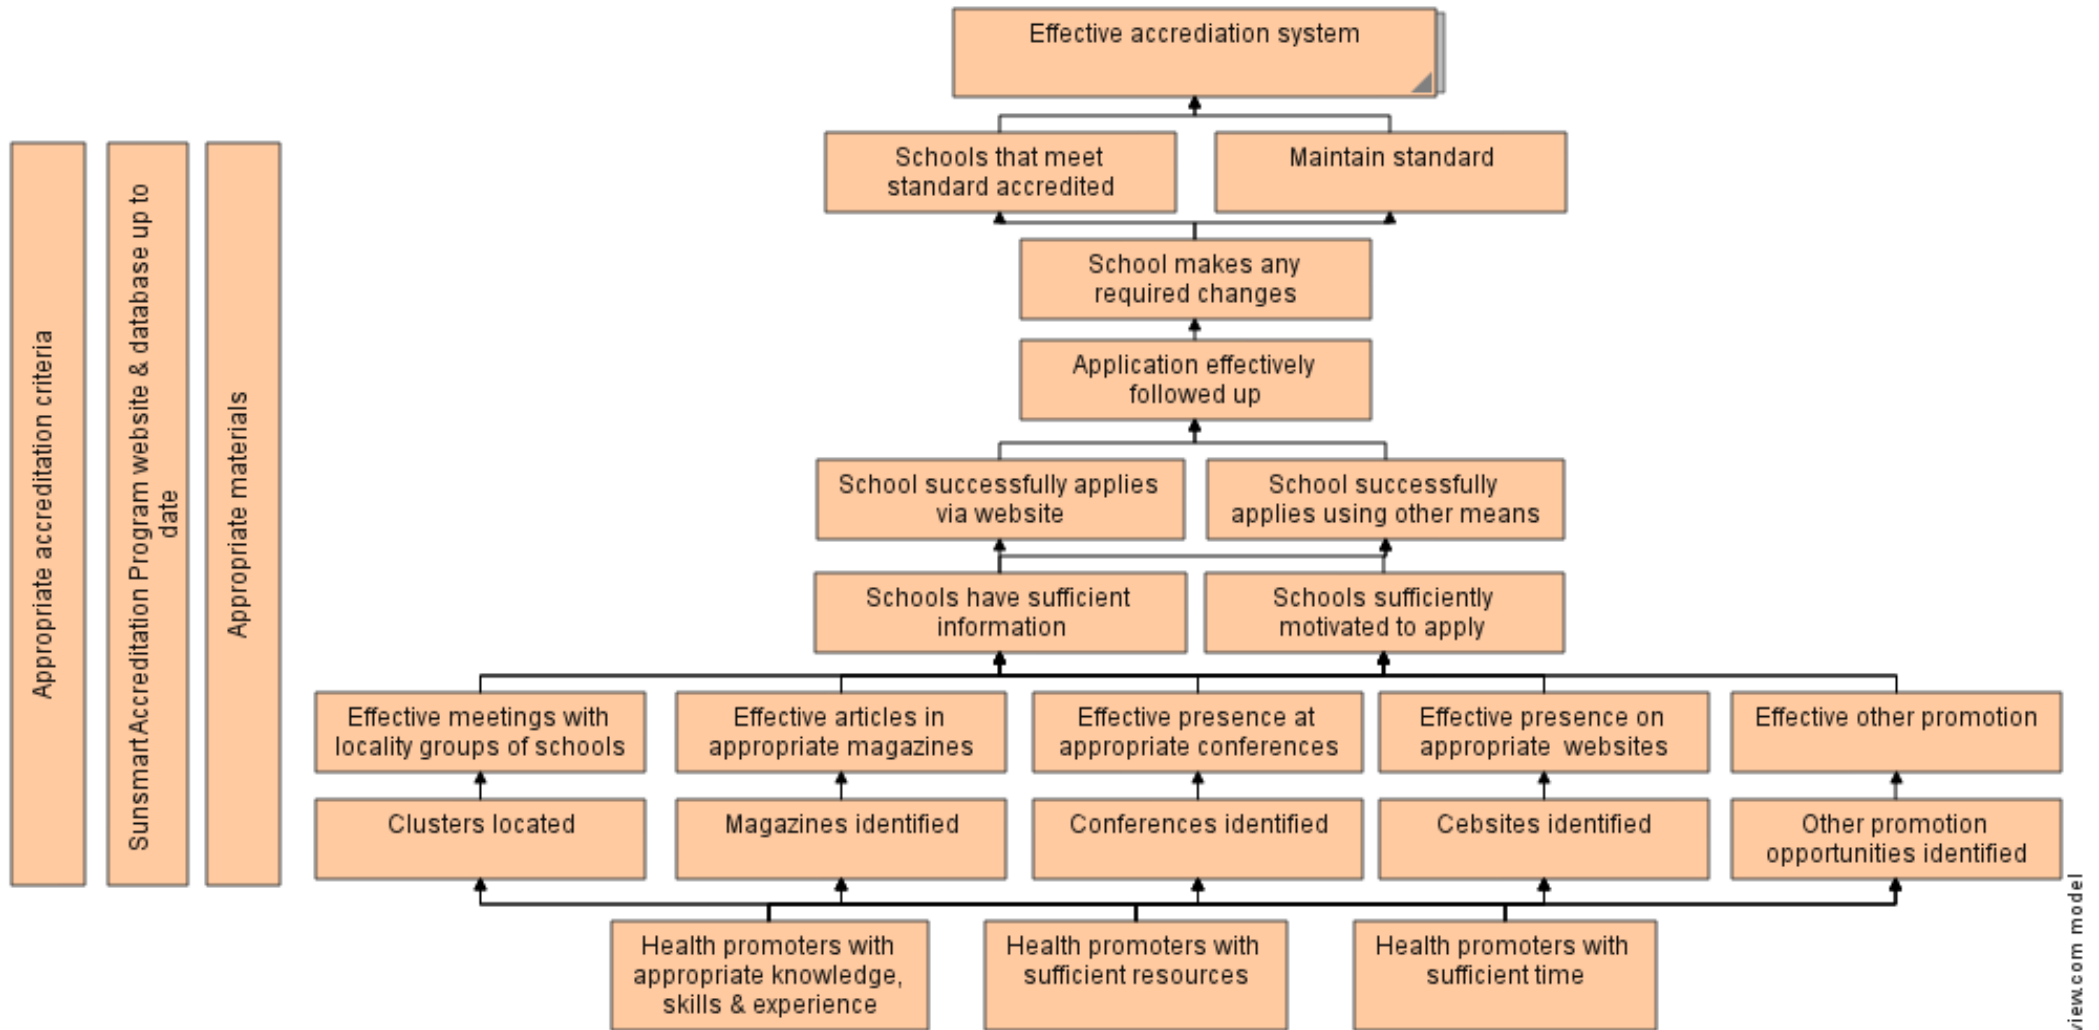 Effective accrediation system
Schools that meet
standard accredited
Maintain standard
School makes any
required changes
Application effectively
followed up
School successfully applies
via website
School successfully
applies using other means
Schools have sufficient
information
Schools sufficiently
motivated to apply
Effective meetings with
locality groups of schools
Effective articles in
appropriate magazines
Effective presence at
appropriate conferences
Effective presence on
appropriate websites
Effective other promotion
Clusters located
Magazines identified
Conferences identified
Cebsites identified
Other promotion
opportunities identified
Health promoters with
appropriate knowledge,
skills & experience
Health promoters with
sufficient resources
Health promoters with
sufficient time
Appropriate accreditation criteria
Sunsmart Accreditation Program website & database up to
date
Appropriate materials
view.com model